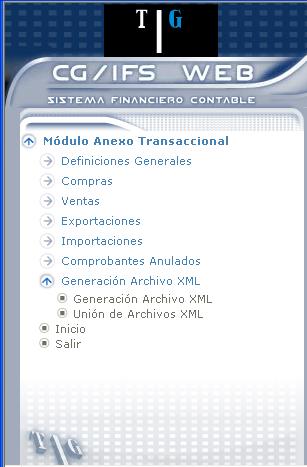 T G
CG/IFS WEB
SISTEMA FINANCIERO CONTABLE
Módulo Anexo Transaccional
Definiciones Generales
Compras
Ventas
Exportaciones
Importaciones
Comprobantes Anulados
Generación Archivo XML
Generación Archivo XML
Unión de Archivos XML
Inicio
Salir
T G